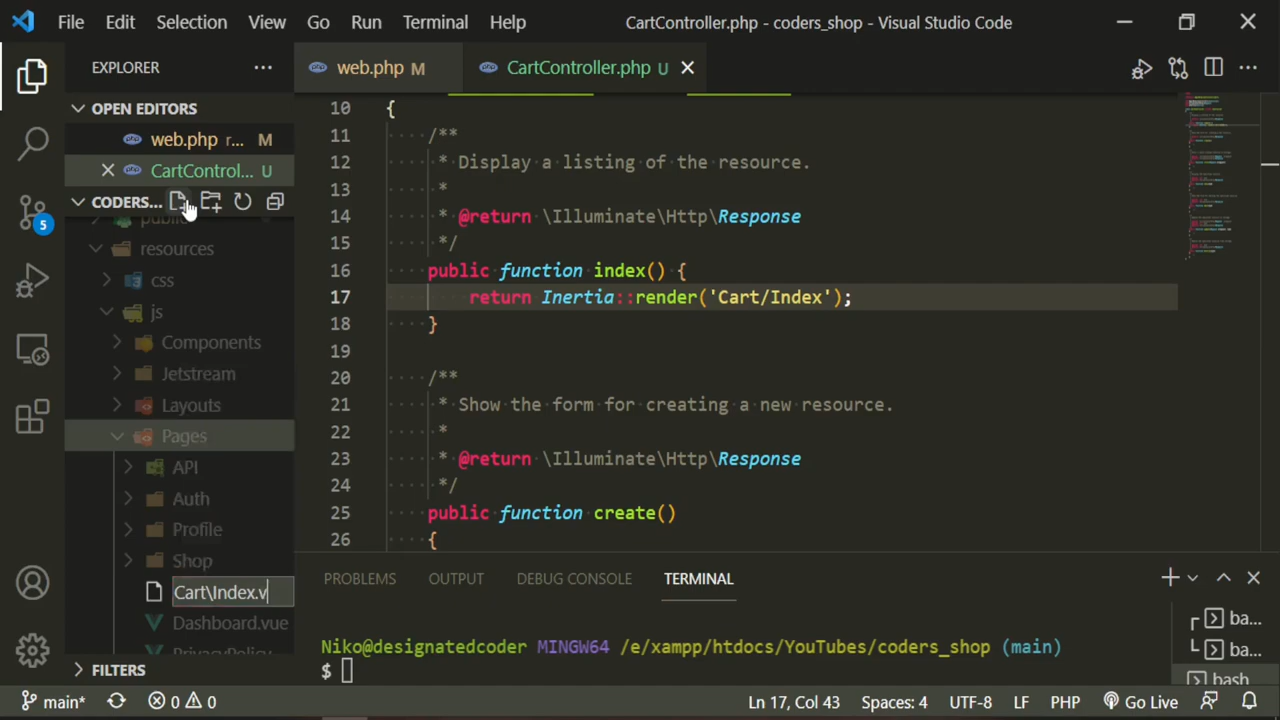 File Edit Selection View Go Run Terminal Help CartController.php - coders_shop - Visual Studio Code
EXPLORER
web.php M
CartController.php U
OPEN EDITORS
web.php r... M
CartControl... U
CODERS...
public
resources
css
js
Components
Jetstream
Layouts
Pages
API
Auth
Profile
Shop
Cart\Index.v
Dashboard.vue
PrivacyPolicy
FILTERS
10 {
11 /**
12 * Display a listing of the resource.
13 *
14 * @return \Illuminate\Http\Response
15 */
16 public function index() {
17 return Inertia::render('Cart/Index');
18 }
19
20 /**
21 * Show the form for creating a new resource.
22 *
23 * @return \Illuminate\Http\Response
24 */
25 public function create()
26 {
PROBLEMS OUTPUT DEBUG CONSOLE TERMINAL
Niko@designatedcoder MINGW64 /e/xampp/htdocs/YouTubes/coders_shop (main)
$
ba...
ba...
bash
5
main* 0 0 Ln 17, Col 43 Spaces: 4 UTF-8 LF PHP Go Live